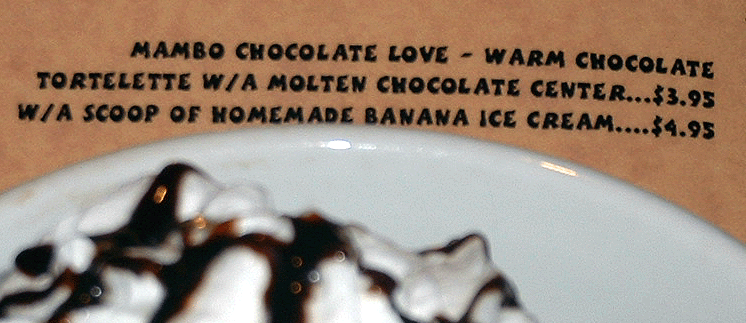 MAMBO CHOCOLATE LOVE - WARM CHOCOLATE
TORTELETTE W/A MOLTEN CHOCOLATE CENTER...$3.95
W/A SCOOP OF HOMEMADE BANANA ICE CREAM....$4.95